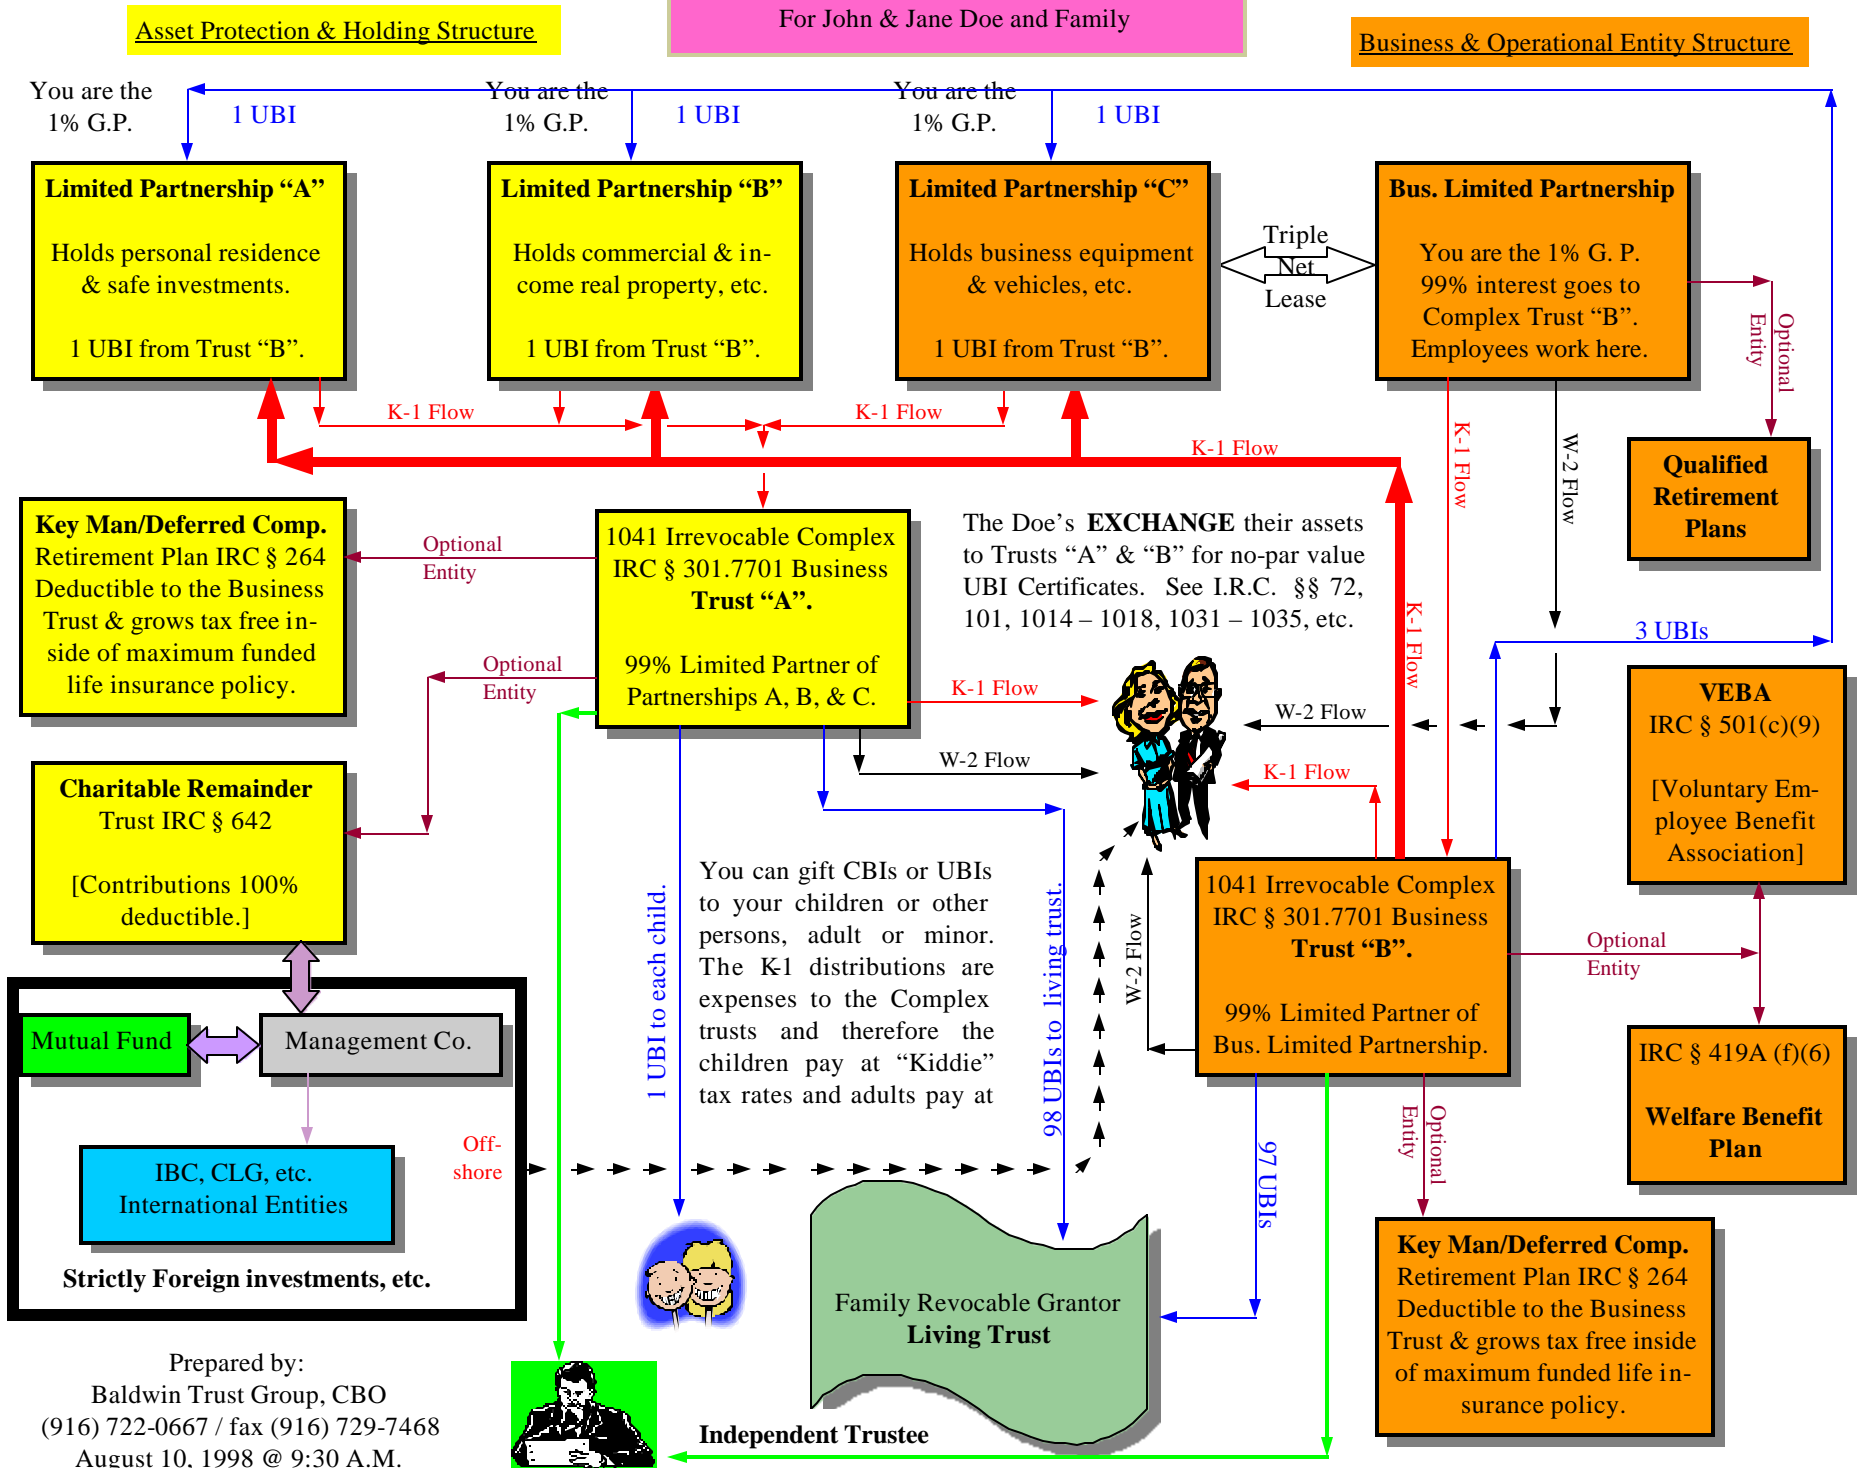 Asset Protection & Holding Structure
For John & Jane Doe and Family
Business & Operational Entity Structure
You are the
1% G.P.
1 UBI
You are the
1% G.P.
1 UBI
You are the
1% G.P.
1 UBI
Limited Partnership “A”
Holds personal residence
& safe investments.
1 UBI from Trust “B”.
Limited Partnership “B”
Holds commercial & in-
come real property, etc.
1 UBI from Trust “B”.
Limited Partnership “C”
Holds business equipment
& vehicles, etc.
1 UBI from Trust “B”.
Triple
Net
Lease
Bus. Limited Partnership
You are the 1% G. P.
99% interest goes to
Complex Trust “B”.
Employees work here.
Optional
Entity
K-1 Flow
K-1 Flow
K-1 Flow
K-1 Flow
W-2 Flow
Qualified
Retirement
Plans
Key Man/Deferred Comp.
Retirement Plan IRC § 264
Deductible to the Business
Trust & grows tax free in-
side of maximum funded
life insurance policy.
Optional
Entity
1041 Irrevocable Complex
IRC § 301.7701 Business
Trust “A”.
99% Limited Partner of
Partnerships A, B, & C.
The Doe’s EXCHANGE their assets
to Trusts “A” & “B” for no-par value
UBI Certificates. See I.R.C. §§ 72,
101, 1014 – 1018, 1031 – 1035, etc.
K-1 Flow
3 UBIs
Optional
Entity
K-1 Flow
W-2 Flow
W-2 Flow
K-1 Flow
VEBA
IRC § 501(c)(9)
[Voluntary Em-
ployee Benefit
Association]
Charitable Remainder
Trust IRC § 642
[Contributions 100%
deductible.]
1 UBI to each child.
You can gift CBIs or UBIs
to your children or other
persons, adult or minor.
The K-1 distributions are
expenses to the Complex
trusts and therefore the
children pay at “Kiddie”
tax rates and adults pay at
98 UBIs to living trust.
W-2 Flow
1041 Irrevocable Complex
IRC § 301.7701 Business
Trust “B”.
99% Limited Partner of
Bus. Limited Partnership.
Optional
Entity
Mutual Fund
Management Co.
IBC, CLG, etc.
International Entities
Strictly Foreign investments, etc.
Off-
shore
IRC § 419A (f)(6)
Welfare Benefit
Plan
97 UBIs
Optional
Entity
Family Revocable Grantor
Living Trust
Key Man/Deferred Comp.
Retirement Plan IRC § 264
Deductible to the Business
Trust & grows tax free inside
of maximum funded life in-
surance policy.
Prepared by:
Baldwin Trust Group, CBO
(916) 722-0667 / fax (916) 729-7468
August 10, 1998 @ 9:30 A.M.
Independent Trustee